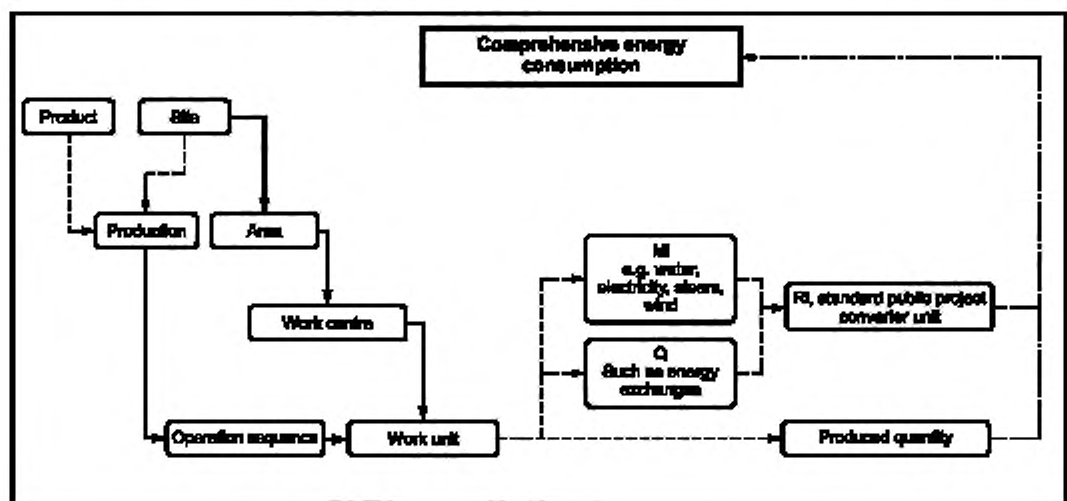 Comprehensive energy
consumption
Product
Site
Production
Area
Work centre
Operation sequence
Work unit
MI
e.g. water,
electricity, steam,
wind
Q
Such as energy
exchanges
RI, standard public project
converter unit
Produced quantity